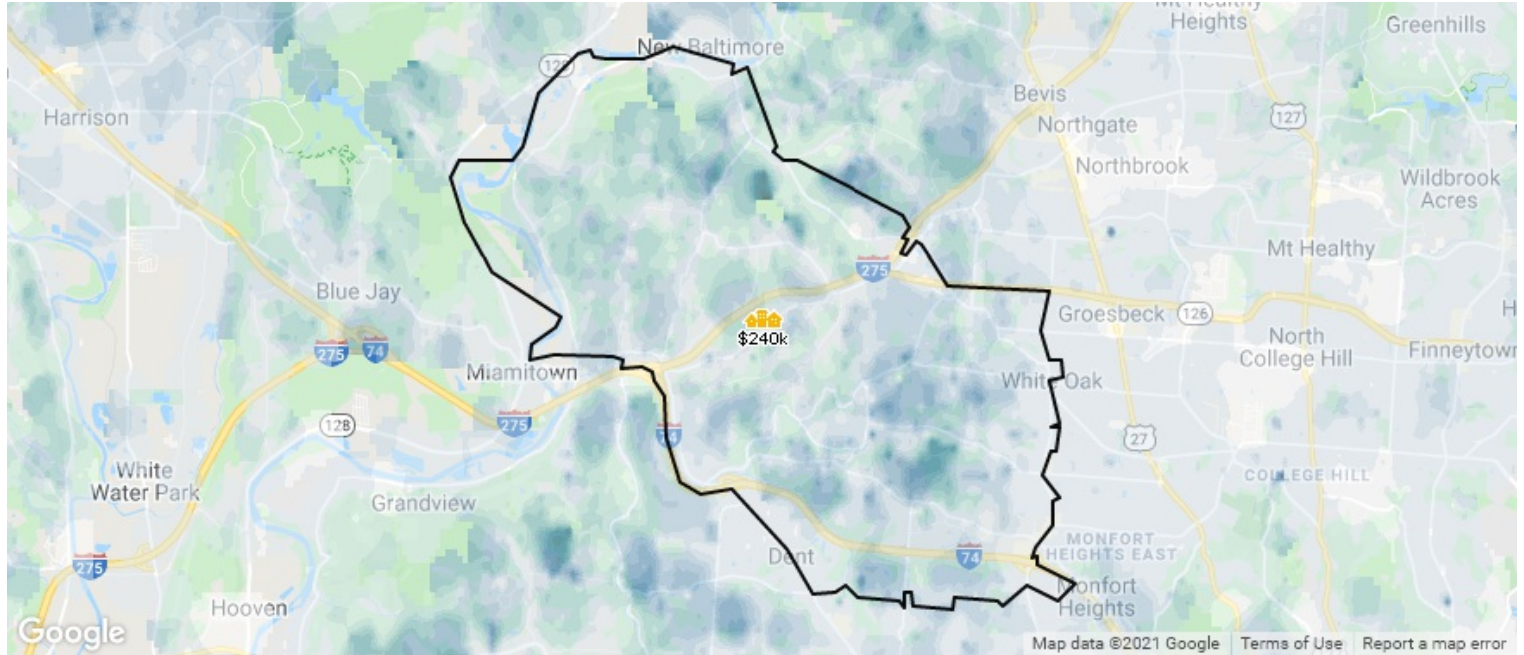 Mt Healthy
Heights
Greenhills
New Baltimore
128
Bevis
Harrison
127
Northgate
Northbrook
Wildbrook
Acres
Mt Healthy
275
Blue Jay
Groesbeck
126
$240k
North
College Hill
Finneytown
275
74
Miamitown
White Oak
275
128
74
27
White
Water Park
COLLEGE HILL
Grandview
MONFORT
HEIGHTS EAST
Dent
74
275
Monfort
Heights
Hooven
Google
Map data ©2021 Google
Terms of Use
Report a map error